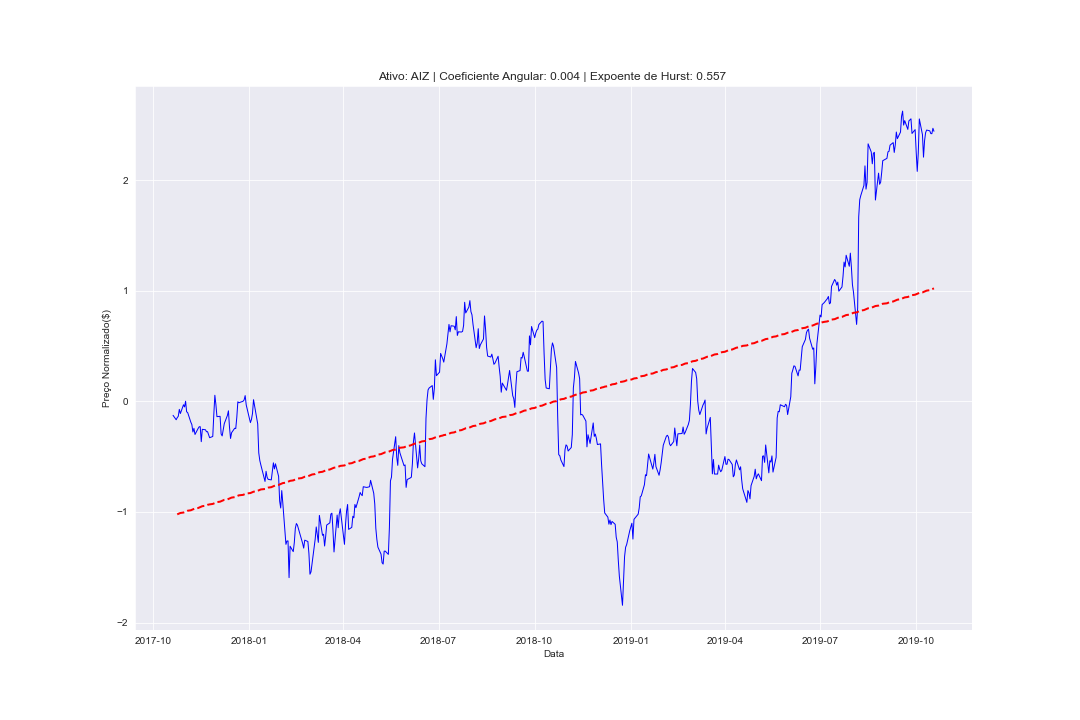 Ativo: AIZ | Coeficiente Angular: 0.004 | Expoente de Hurst: 0.557
Preço Normalizado($)
2
1
0
−1
−2
2017-10 2018-01 2018-04 2018-07 2018-10 2019-01 2019-04 2019-07 2019-10
Data